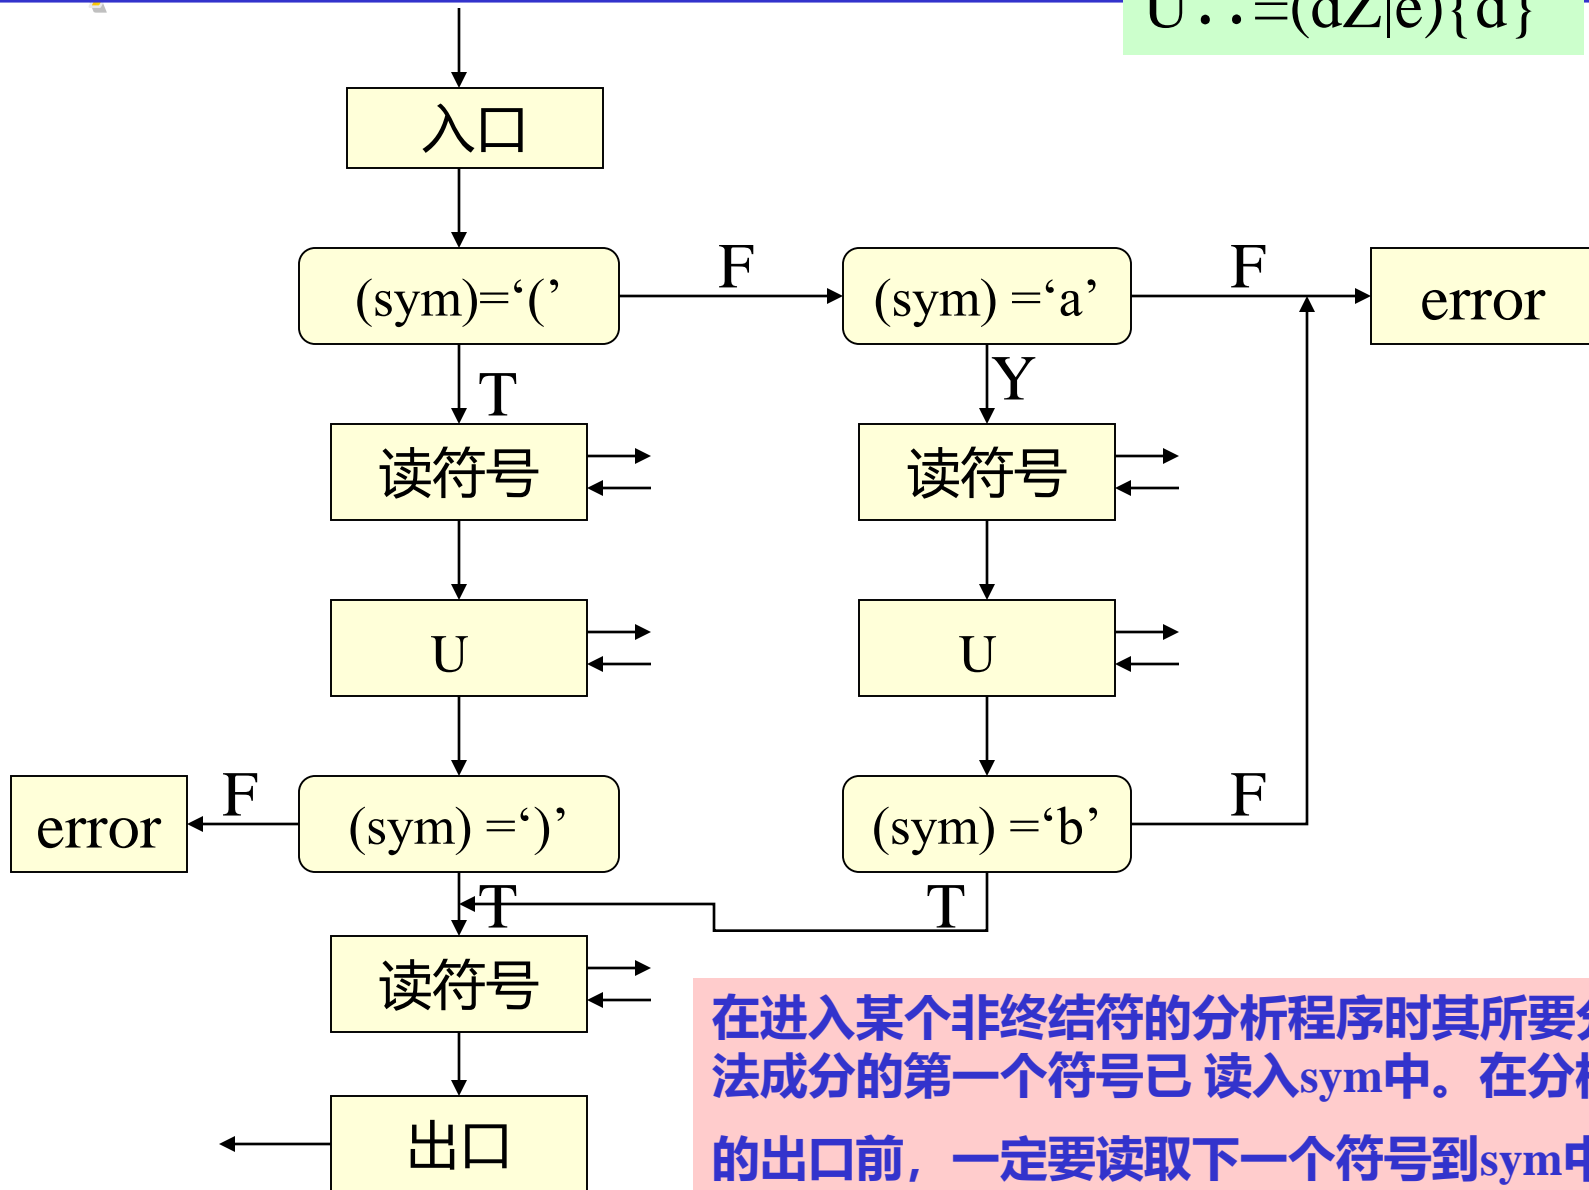 U::=(dZ|e){d}
入口
(sym)=‘(’
F
(sym) =‘a’
F
error
T
Y
读符号
读符号
U
U
error
F
(sym) =‘)’
(sym) =‘b’
F
T
T
读符号
出口
在进入某个非终结符的分析程序时其所要
法成分的第一个符号已 读入sym中。在分
的出口前，一定要读取下一个符号到sym中